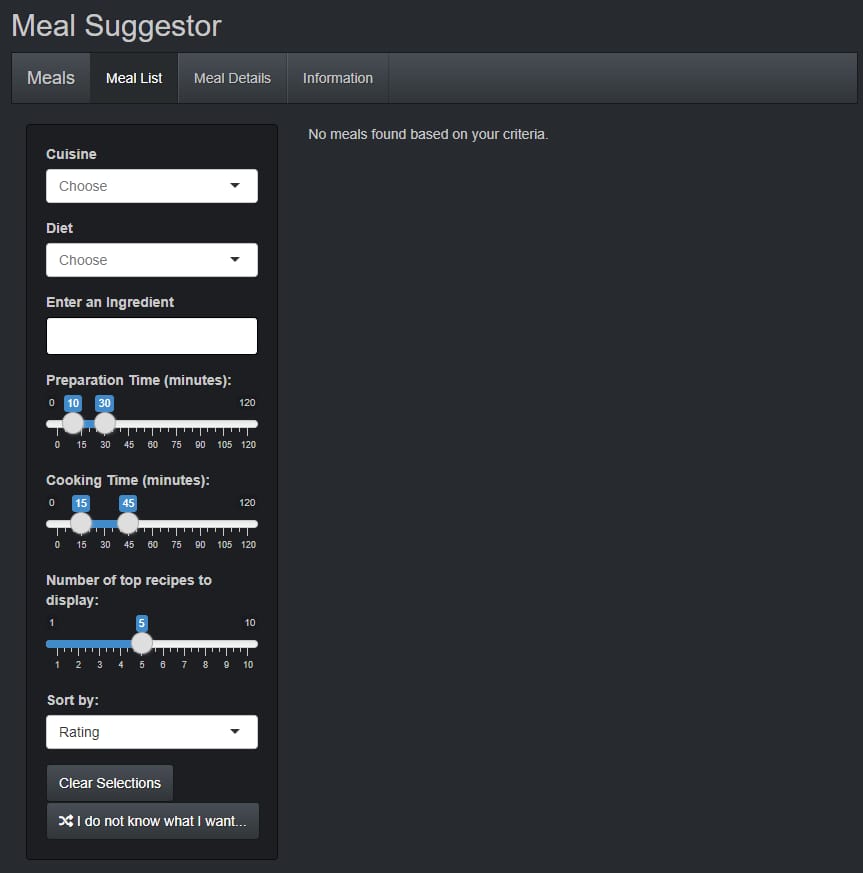 Meal Suggestor
Meals Meal List Meal Details Information
No meals found based on your criteria.
Cuisine
Choose
Diet
Choose
Enter an Ingredient
Preparation Time (minutes):
0 10 30 120
0 15 30 45 60 75 90 105 120
Cooking Time (minutes):
0 15 45 120
0 15 30 45 60 75 90 105 120
Number of top recipes to
display:
1 5 10
1 2 3 4 5 6 7 8 9 10
Sort by:
Rating
Clear Selections
I do not know what I want...